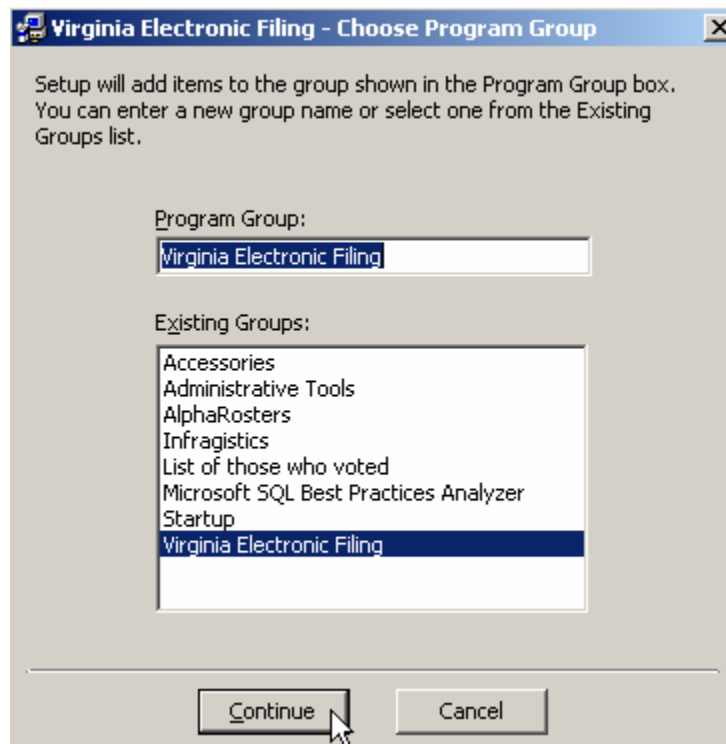 Virginia Electronic Filing - Choose Program Group
Setup will add items to the group shown in the Program Group box.
You can enter a new group name or select one from the Existing
Groups list.
Program Group:
Virginia Electronic Filing
Existing Groups:
Accessories
Administrative Tools
AlphaRosters
Infragistics
List of those who voted
Microsoft SQL Best Practices Analyzer
Startup
Virginia Electronic Filing
Continue
Cancel